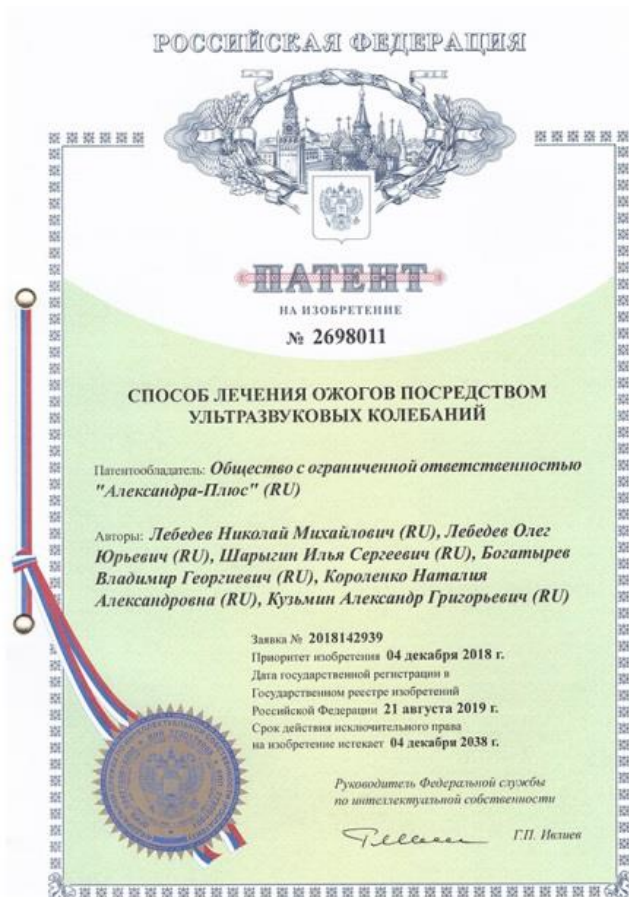 РОССИЙСКАЯ ФЕДЕРАЦИЯ
ПАТЕНТ
НА ИЗОБРЕТЕНИЕ
№ 2698011
СПОСОБ ЛЕЧЕНИЯ ОЖОГОВ ПОСРЕДСТВОМ
УЛЬТРАЗВУКОВЫХ КОЛЕБАНИЙ
Патентообладатель: Общество с ограниченной ответственностью
"Александра-Плюс" (RU)
Авторы: Лебедев Николай Михайлович (RU), Лебедев Олег
Юрьевич (RU), Шарыгин Илья Сергеевич (RU), Богатырев
Владимир Георгиевич (RU), Короленко Наталия
Александровна (RU), Кузьмин Александр Григорьевич (RU)
Заявка № 2018142939
Приоритет изобретения 04 декабря 2018 г.
Дата государственной регистрации в
Государственном реестре изобретений
Российской Федерации 21 августа 2019 г.
Срок действия исключительного права
на изобретение истекает 04 декабря 2038 г.
Руководитель Федеральной службы
по интеллектуальной собственности
Г.П. Ивлиев